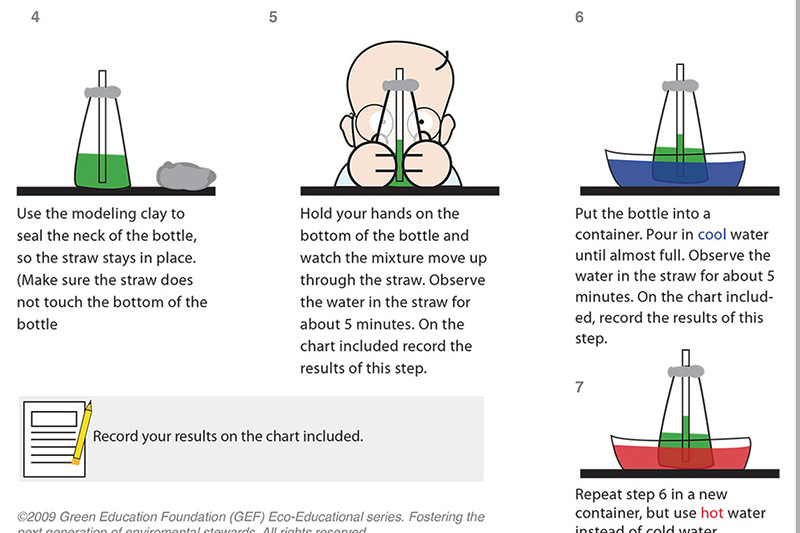 4
Use the modeling clay to
seal the neck of the bottle,
so the straw stays in place.
(Make sure the straw does
not touch the bottom of the
bottle
5
Hold your hands on the
bottom of the bottle and
watch the mixture move up
through the straw. Observe
the water in the straw for
about 5 minutes. On the
chart included record the
results of this step.
6
Put the bottle into a
container. Pour in cool water
until almost full. Observe the
water in the straw for about 5
minutes. On the chart includ-
ed, record the results of this
step.
7
Repeat step 6 in a new
container, but use hot water
instead of cold water
Record your results on the chart included.
©2009 Green Education Foundation (GEF) Eco-Educational series. Fostering the
next generation of enviromental stewards. All rights reserved